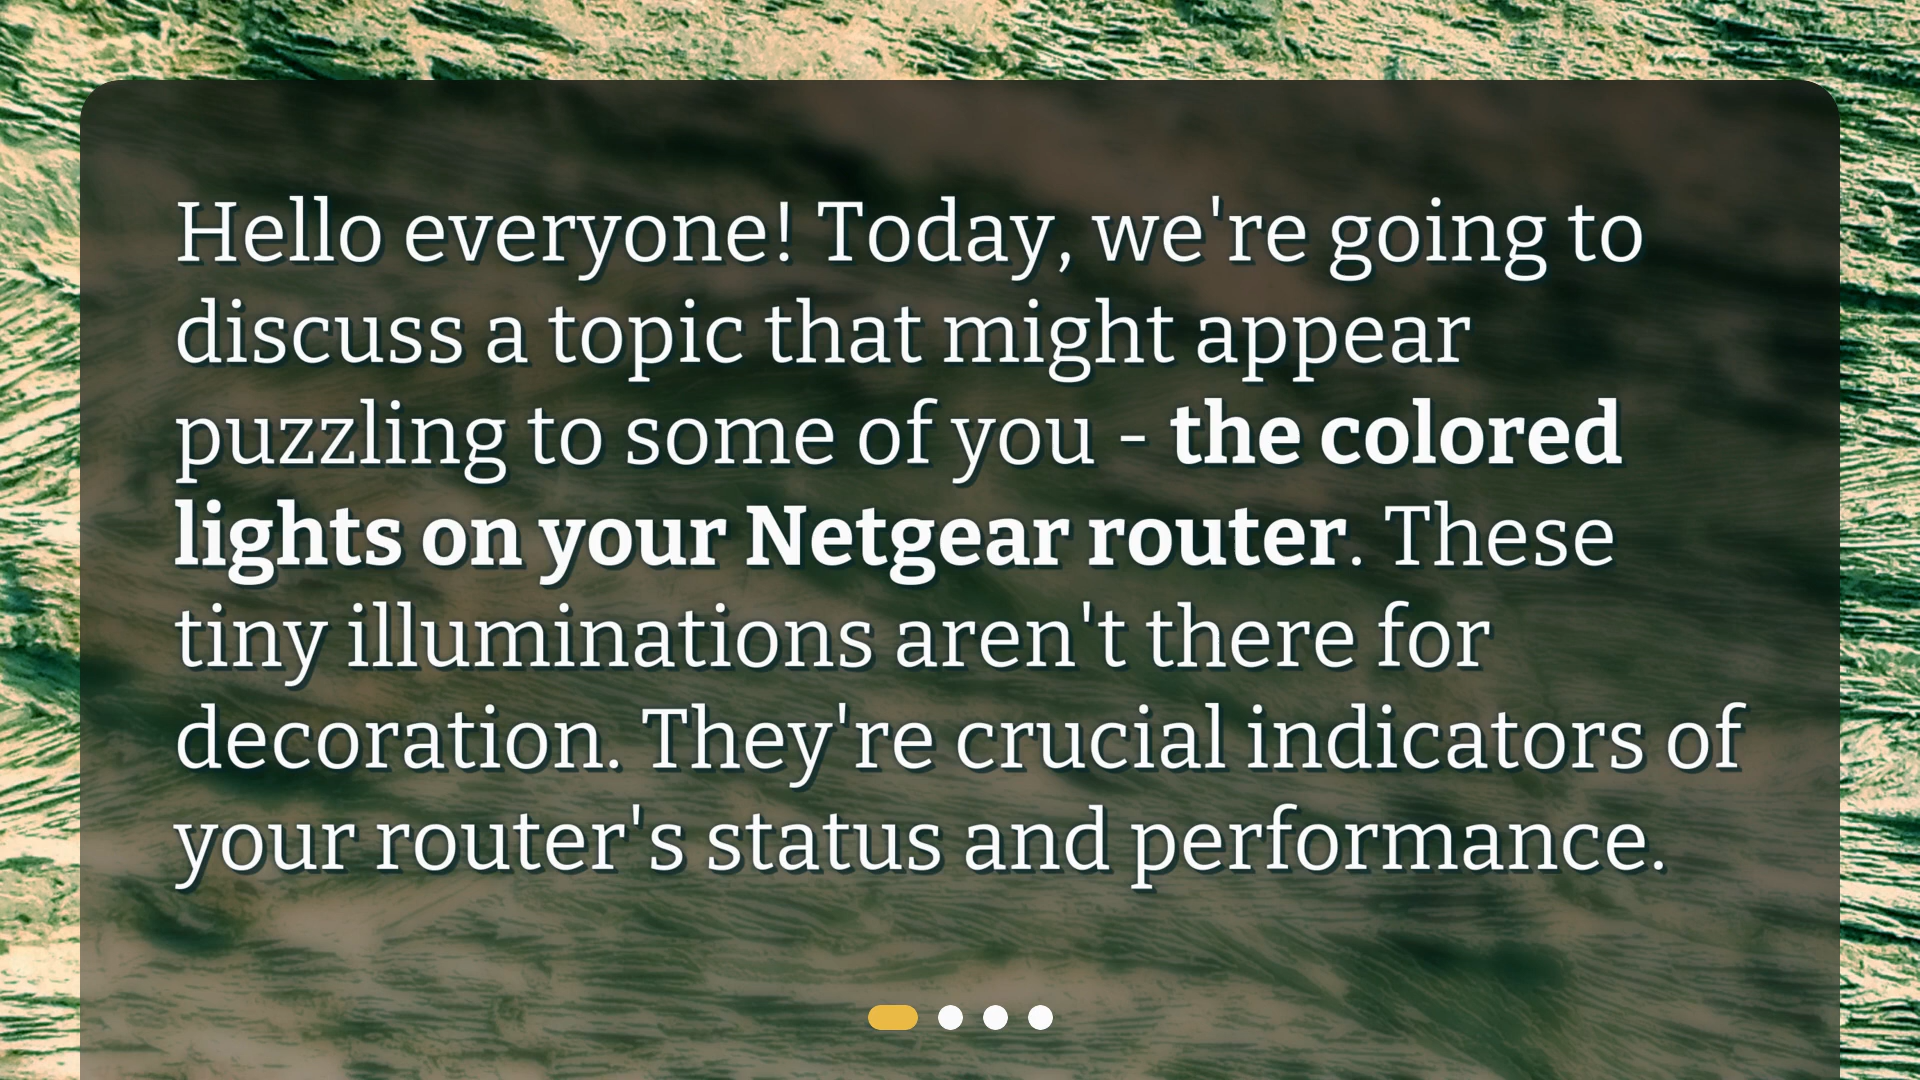 Hello everyone! Today, we're going to
discuss a topic that might appear
puzzling to some of you - the colored
lights on your Netgear router. These
tiny illuminations aren't there for
decoration. They're crucial indicators of
your router's status and performance.